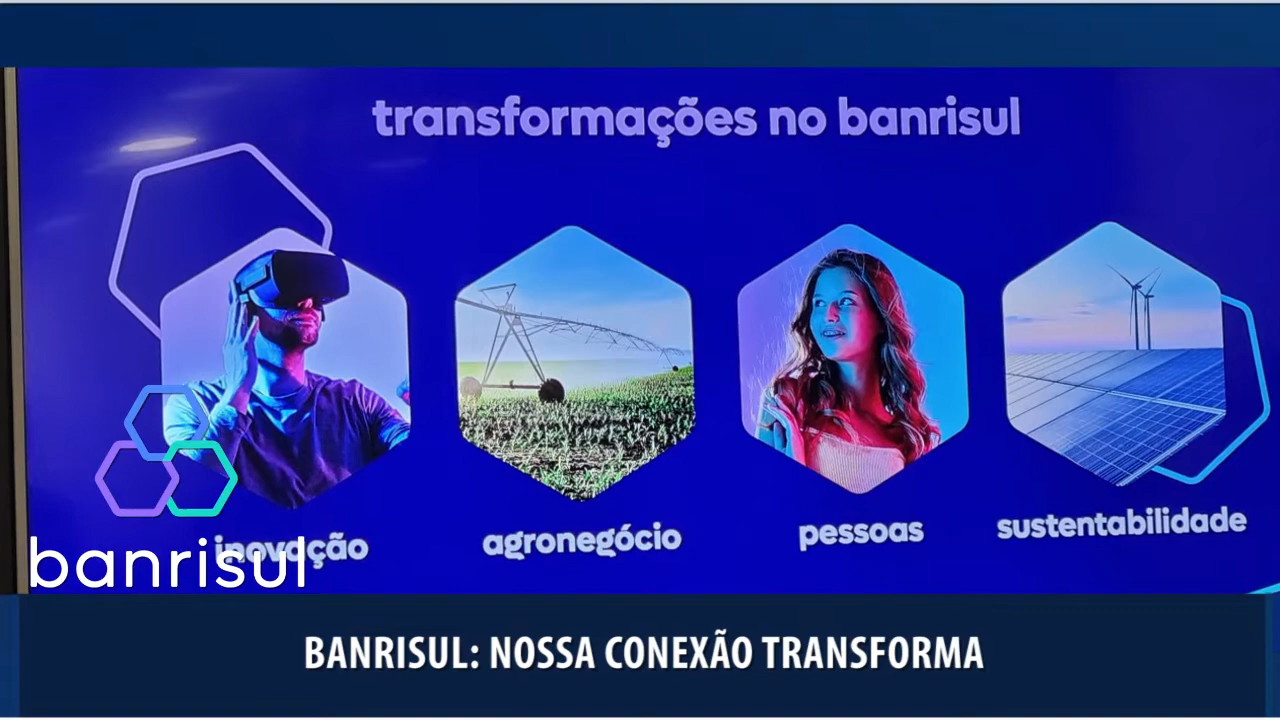 transformações no banrisul
inovação
agronegócio
pessoas
sustentabilidade
banrisul
BANRISUL: NOSSA CONEXÃO TRANSFORMA